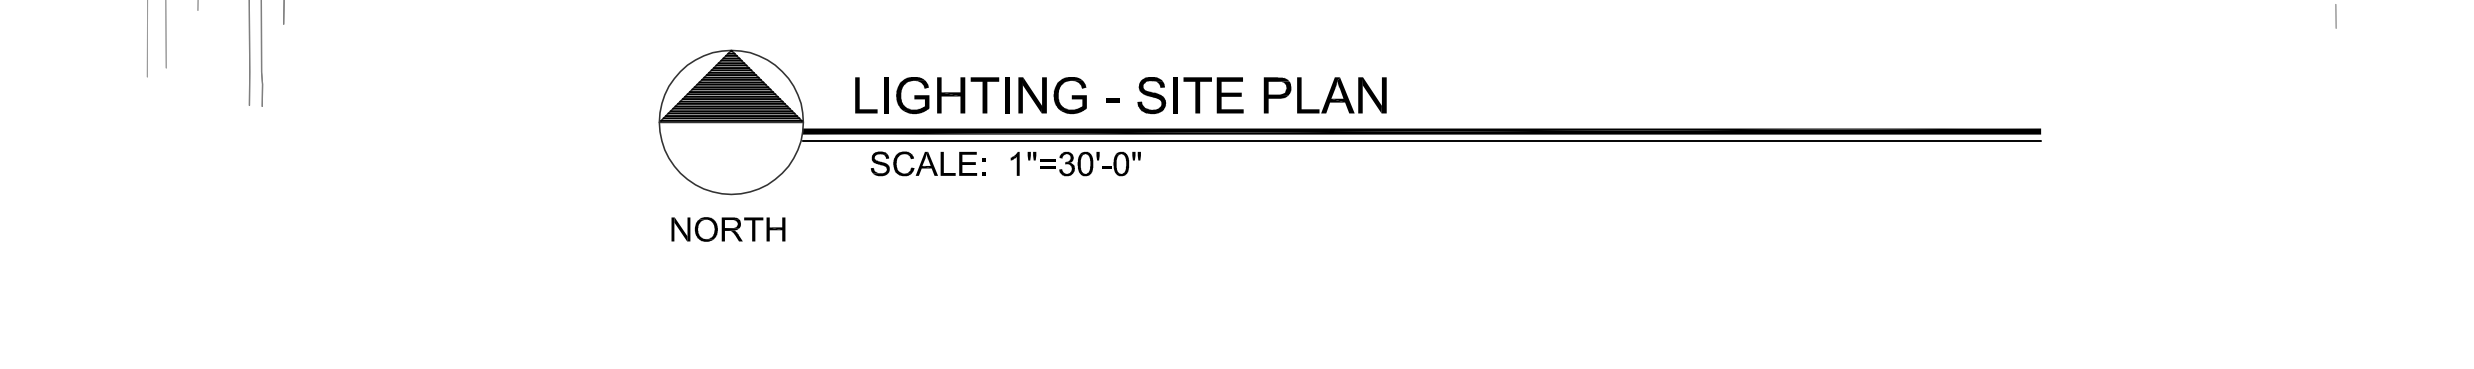 LIGHTING - SITE PLAN
SCALE: 1"=30'-0"
NORTH